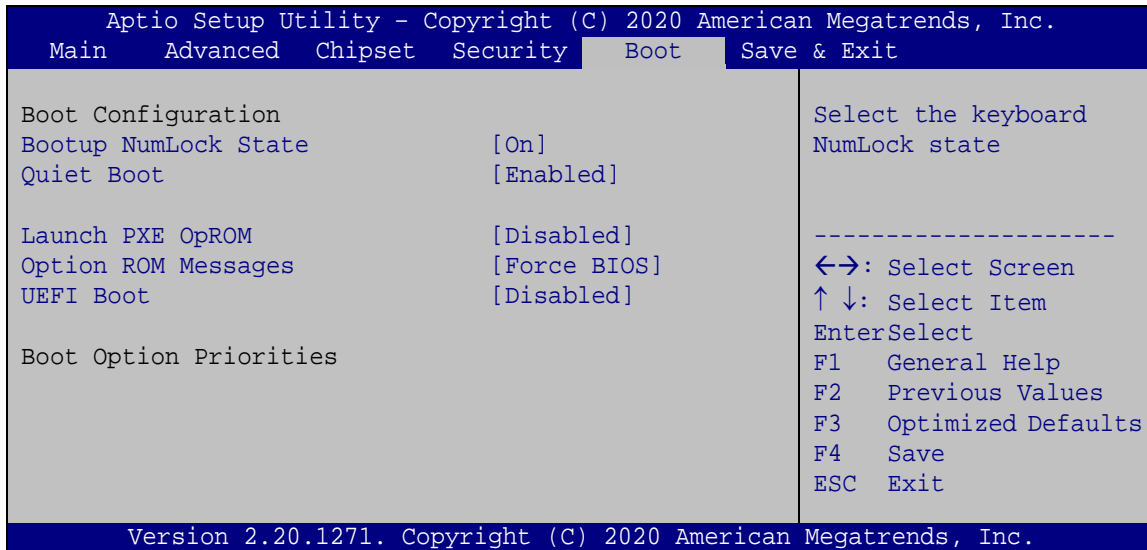 Aptio Setup Utility – Copyright (C) 2020 American Megatrends, Inc.
Main Advanced Chipset Security Boot Save & Exit
Boot Configuration
Bootup NumLock State [On]
Quiet Boot [Enabled]
Launch PXE OpROM [Disabled]
Option ROM Messages [Force BIOS]
UEFI Boot [Disabled]
Boot Option Priorities
Select the keyboard
NumLock state
---------------------
←→: Select Screen
↑ ↓: Select Item
EnterSelect
F1 General Help
F2 Previous Values
F3 Optimized Defaults
F4 Save
ESC Exit
Version 2.20.1271. Copyright (C) 2020 American Megatrends, Inc.